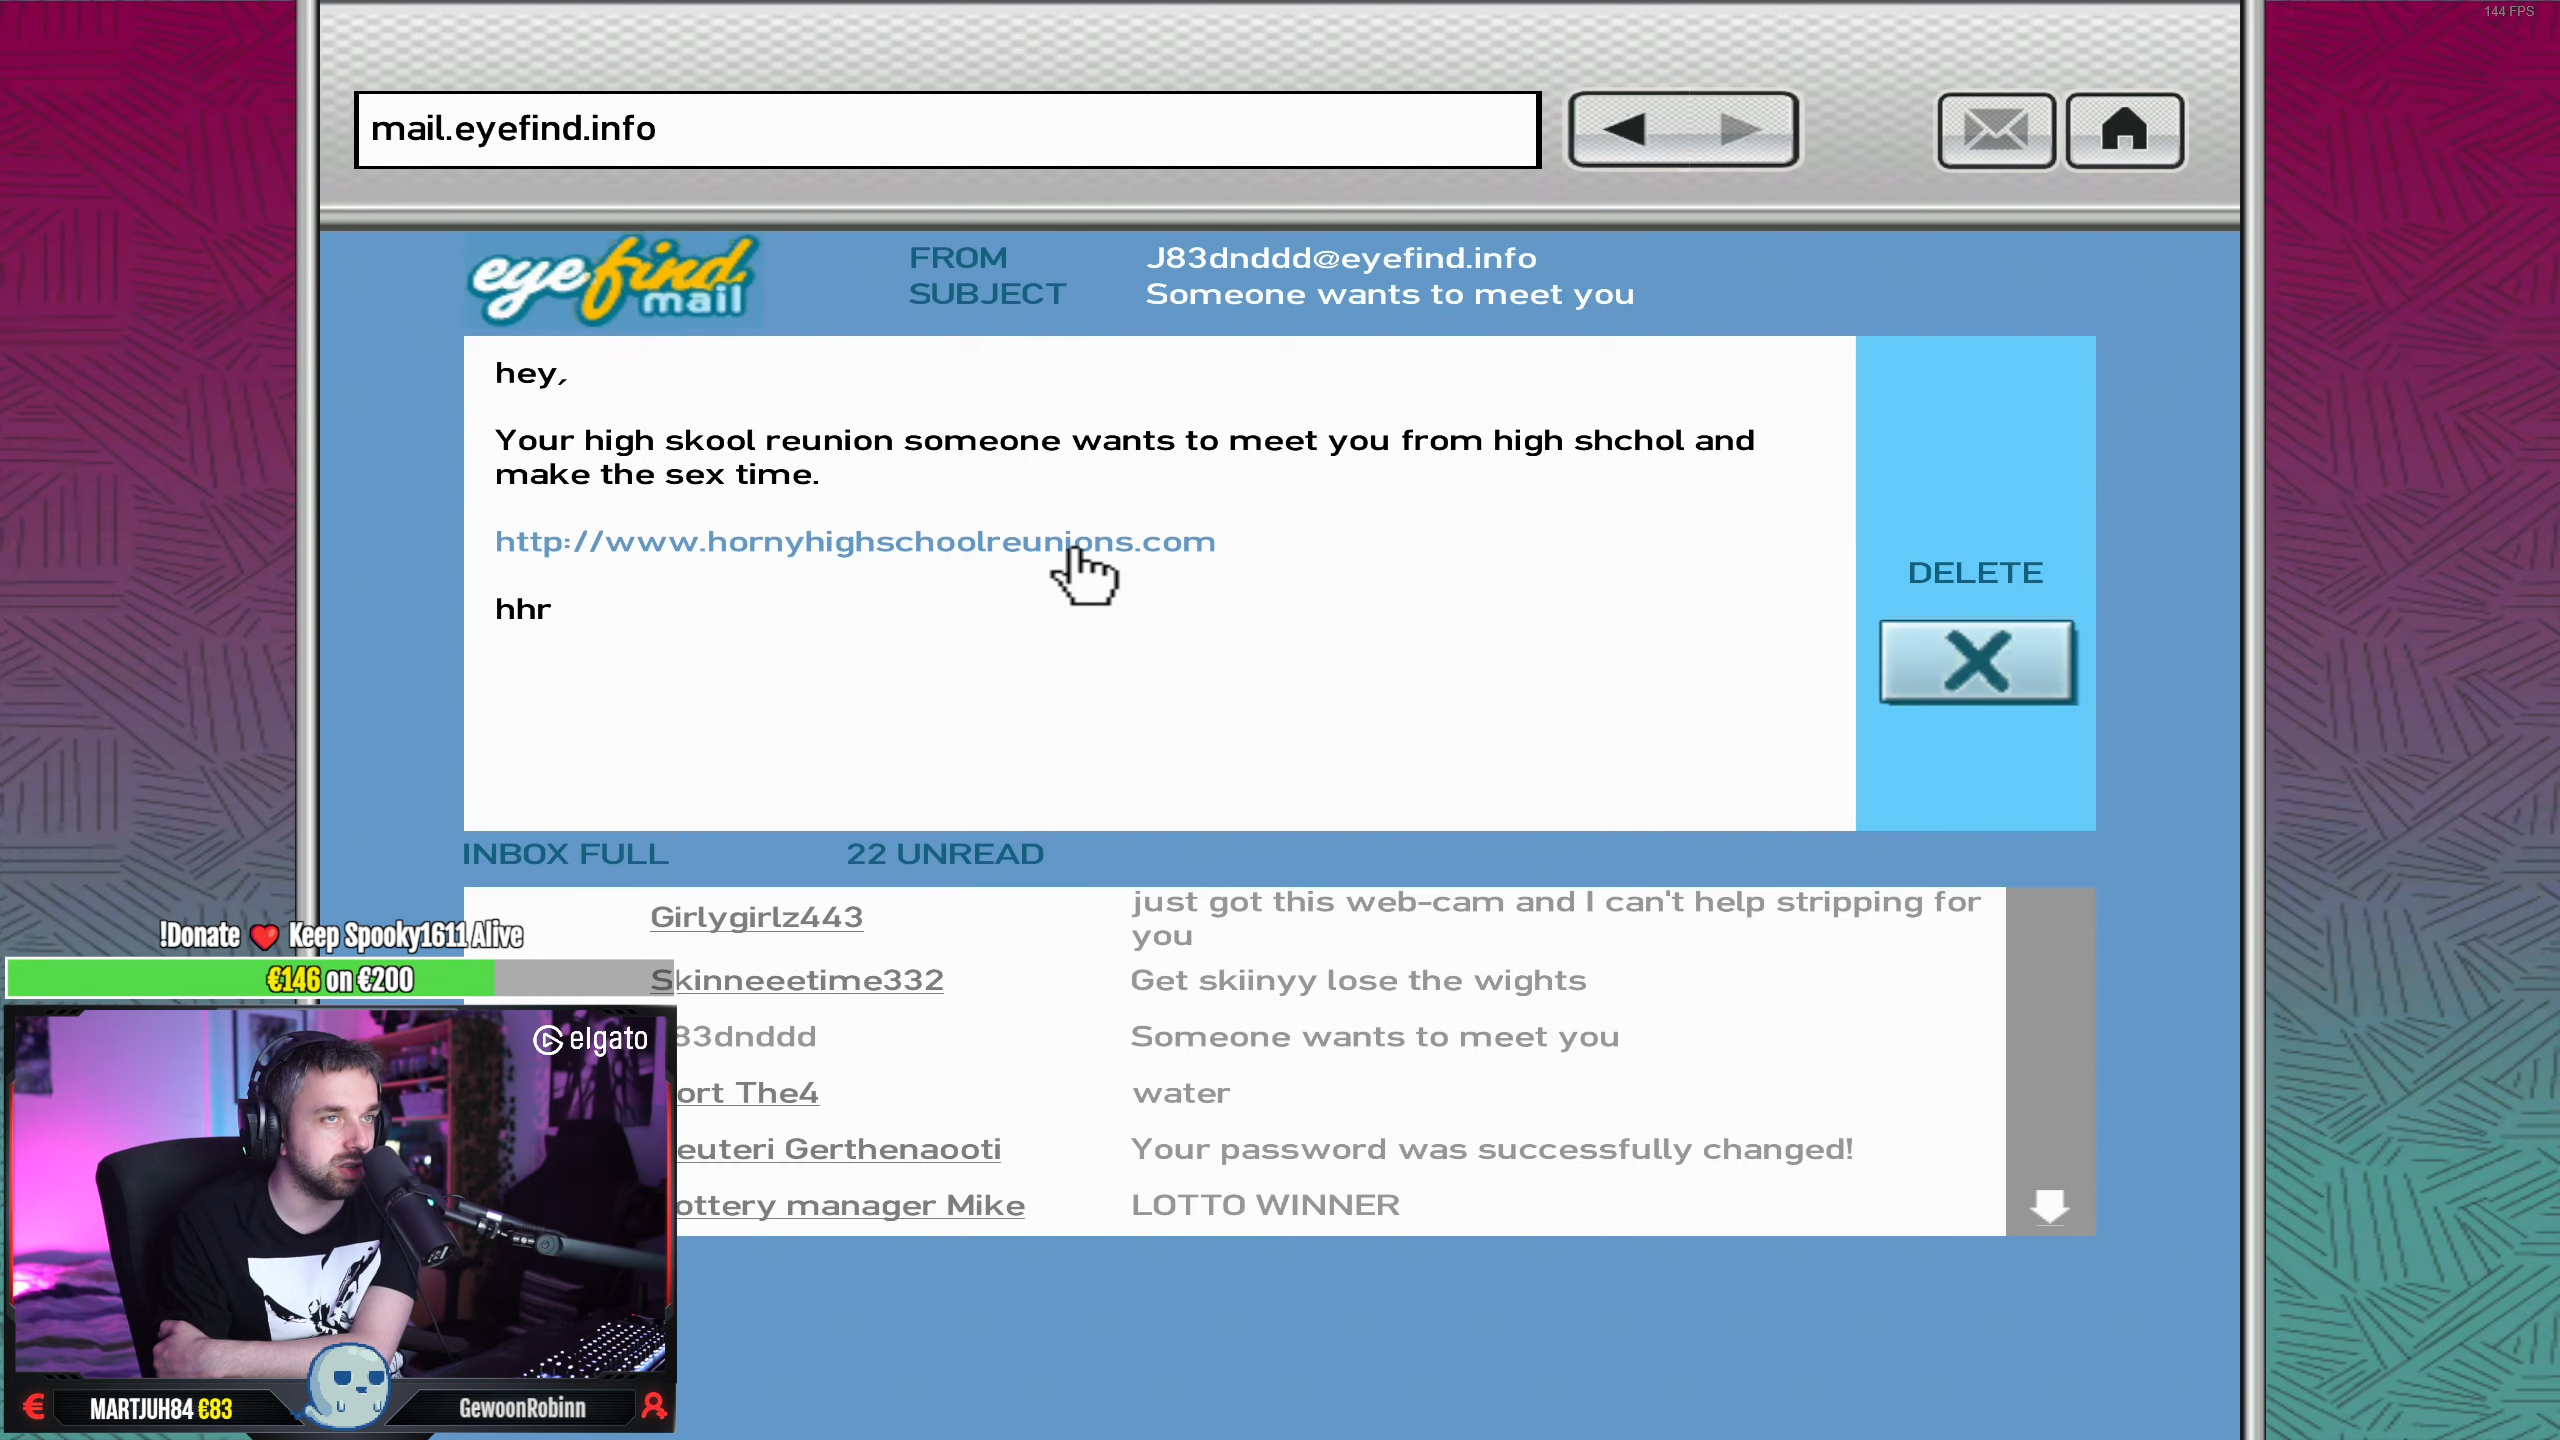 144 FPS
mail.eyefind.info
eyefind
mail
FROM
J83dnddd@eyefind.info
SUBJECT
Someone wants to meet you
hey,
Your high skool reunion someone wants to meet you from high shchol and
make the sex time.
http://www.hornyhighschoolreunions.com
hhr
DELETE
INBOX FULL
22 UNREAD
Girlygirlz443
just got this web-cam and I can't help stripping for
you
Skinneeetime332
Get skiinyy lose the wights
83dnddd
Someone wants to meet you
ort The4
water
euteri Gerthenaooti
Your password was successfully changed!
ottery manager Mike
LOTTO WINNER
!Donate ❤️ Keep Spooky1611 Alive
€146 on €200
elgato
€
MARTJUH84 €83
GewoonRobinn